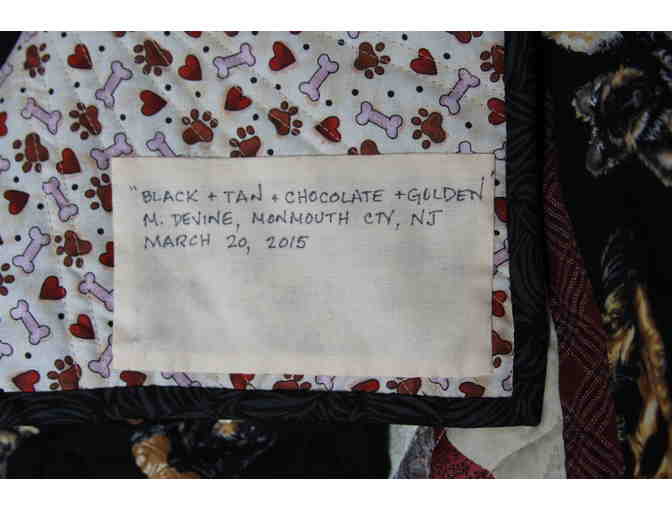 "BLACK + TAN + CHOCOLATE + GOLDEN"
M. DEVINE, MONMOUTH CTY, NJ
MARCH 20, 2015